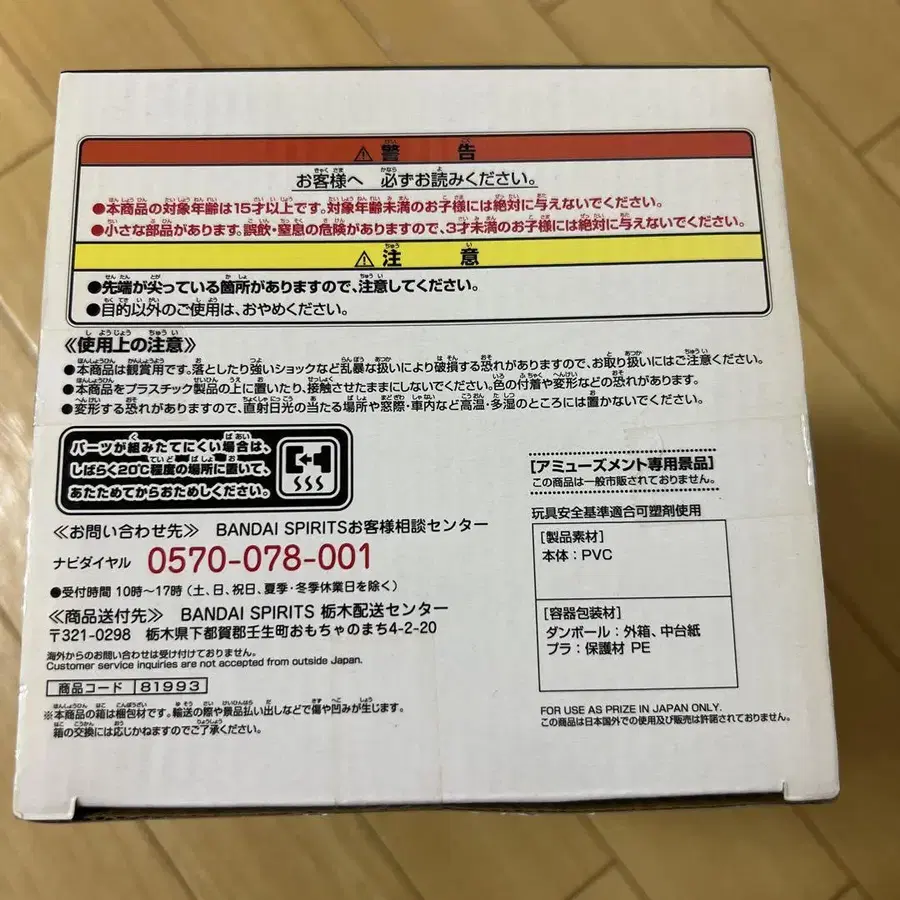 ⚠ 警告
お客様へ 必ずお読みください。
●本商品の対象年齢は15才以上です。対象年齢未満のお子様には絶対に与えないでください。
●小さな部品があります。誤飲・窒息の危険がありますので、3才未満のお子様には絶対に与えないでください。
⚠ 注意
●先端が尖っている箇所がありますので、注意してください。
●目的以外のご使用は、おやめください。
≪使用上の注意≫
●本商品は観賞用です。落としたり強いショックなど乱暴な扱いにより破損する恐れがありますので、お取り扱いにはご注意ください。
●本商品をプラスチック製品の上に置いたり、接触させたままにしないでください。色の付着や変形などの恐れがあります。
●変形する恐れがありますので、直射日光の当たる場所や窓際・車内など高温・多湿のところには置かないでください。
パーツが組みたてにくい場合は、
しばらく20℃程度の場所に置いて、
あたためてからおためしください。
≪お問い合わせ先≫ BANDAI SPIRITSお客様相談センター
ナビダイヤル 0570-078-001
●受付時間 10時〜17時(土、日、祝日、夏季・冬季休業日を除く)
≪商品送付先≫ BANDAI SPIRITS 栃木配送センター
〒321-0298 栃木県下都賀郡壬生町おもちゃのまち4-2-20
海外からのお問い合わせは受け付けておりません。
Customer service inquiries are not accepted from outside Japan.
商品コード 81993
※本商品の箱は梱包材です。輸送の際や景品払い出しなどで傷や凹みが生じます。
箱の交換には応じかねますのでご了承ください。
[アミューズメント専用景品]
この商品は一般市販されておりません。
玩具安全基準適合可塑剤使用
[製品素材]
本体:PVC
[容器包装材]
ダンボール:外箱、中台紙
プラ:保護材 PE
FOR USE AS PRIZE IN JAPAN ONLY.
この商品は日本国外での使用及び販売は許諾されておりません。